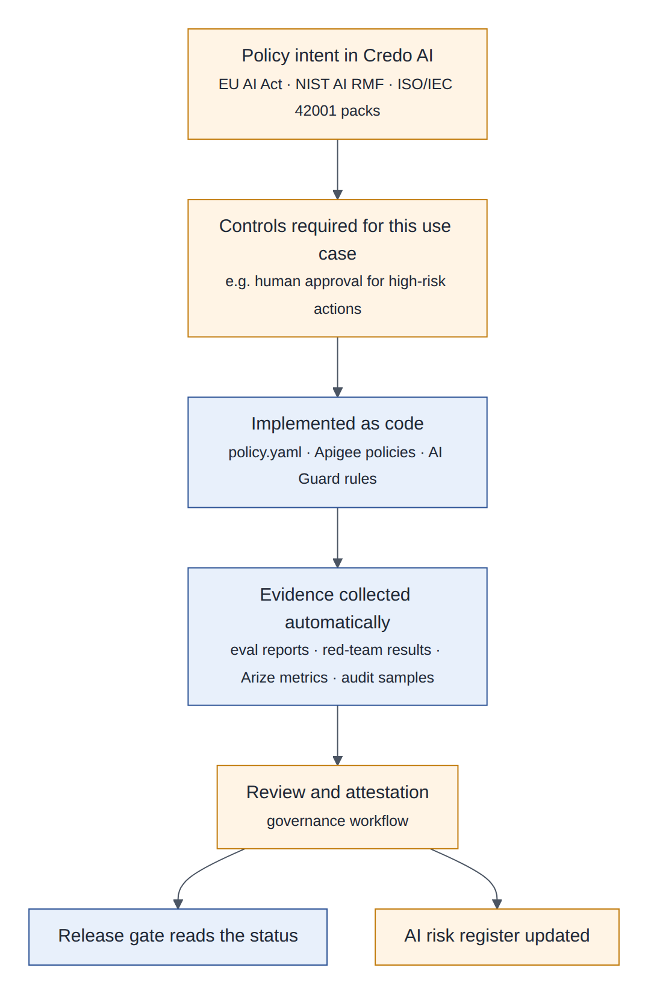 Policy intent in Credo AI
EU AI Act · NIST AI RMF · ISO/IEC
42001 packs
Controls required for this use
case
e.g. human approval for high-risk
actions
Implemented as code
policy.yaml · Apigee policies · AI
Guard rules
Evidence collected
automatically
eval reports · red-team results ·
Arize metrics · audit samples
Review and attestation
governance workflow
Release gate reads the status
AI risk register updated